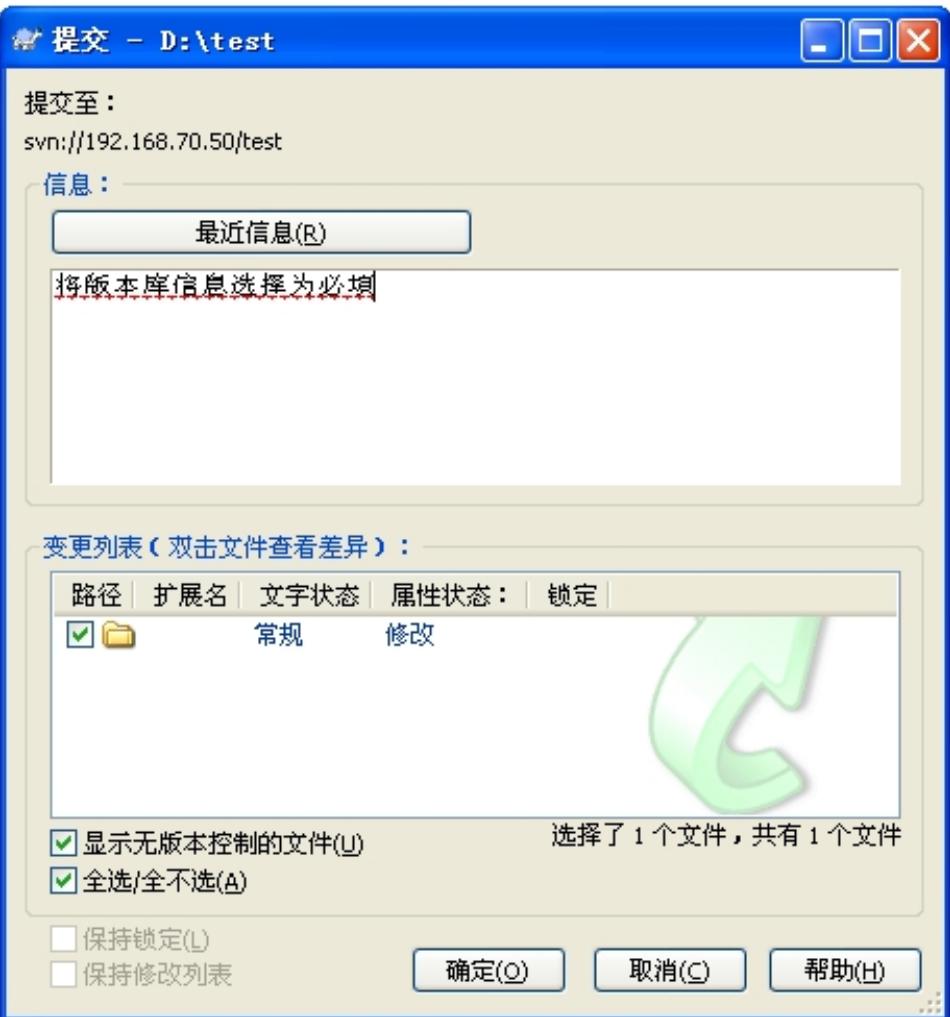 提交 - D:\test
提交至：
svn://192.168.70.50/test
信息：
最近信息(R)
将版本库信息选择为必填
变更列表（双击文件查看差异）：
路径 扩展名 文字状态 属性状态： 锁定
常规 修改
显示无版本控制的文件(U) 选择了 1 个文件，共有 1 个文件
全选/全不选(A)
保持锁定(L)
保持修改列表
确定(O) 取消(C) 帮助(H)